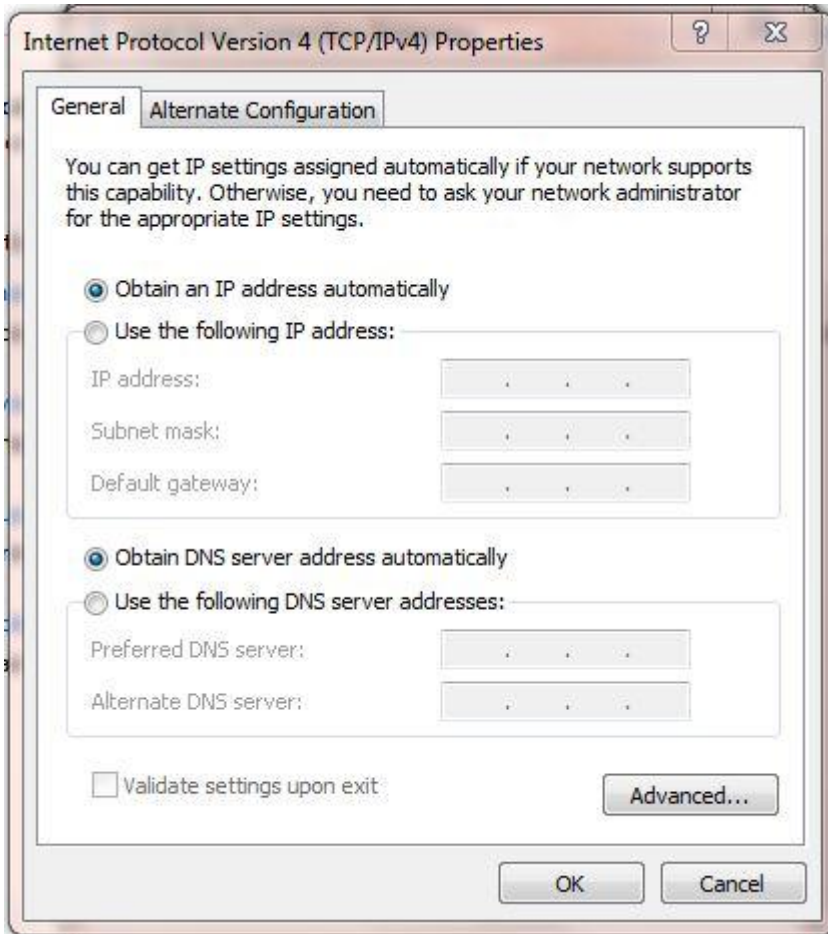 Internet Protocol Version 4 (TCP/IPv4) Properties
General
Alternate Configuration
You can get IP settings assigned automatically if your network supports
this capability. Otherwise, you need to ask your network administrator
for the appropriate IP settings.
Obtain an IP address automatically
Use the following IP address:
IP address:
. . .
Subnet mask:
. . .
Default gateway:
. . .
Obtain DNS server address automatically
Use the following DNS server addresses:
Preferred DNS server:
. . .
Alternate DNS server:
. . .
Validate settings upon exit
Advanced...
OK
Cancel